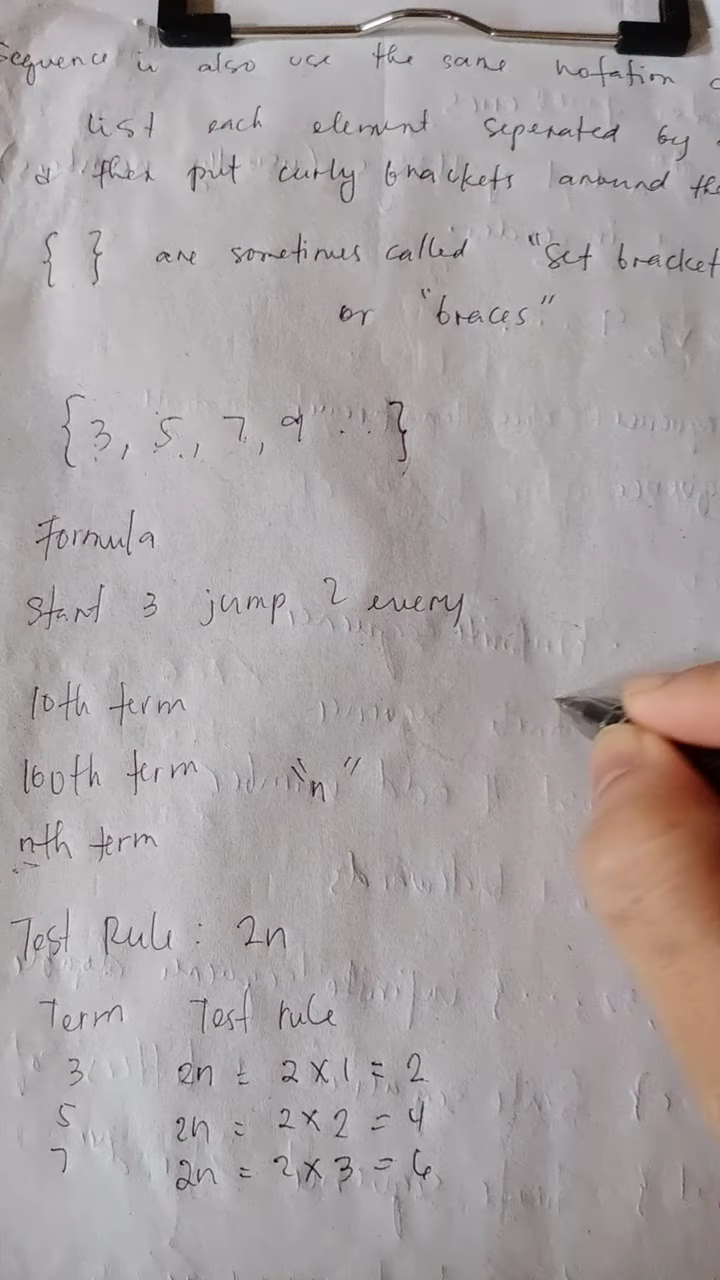 Sequence is also use the same notation
list each element seperated by
& then put curly brackets around the
{ } are sometimes called "set bracket
or "braces"
{3, 5, 7, 9 ...}
Formula
Start 3 jump 2 every
10th term
100th term "n"
nth term
Test Rule: 2n
Term Test rule
3 2n = 2 x 1 = 2
5 2n = 2 x 2 = 4
7 2n = 2 x 3 = 6